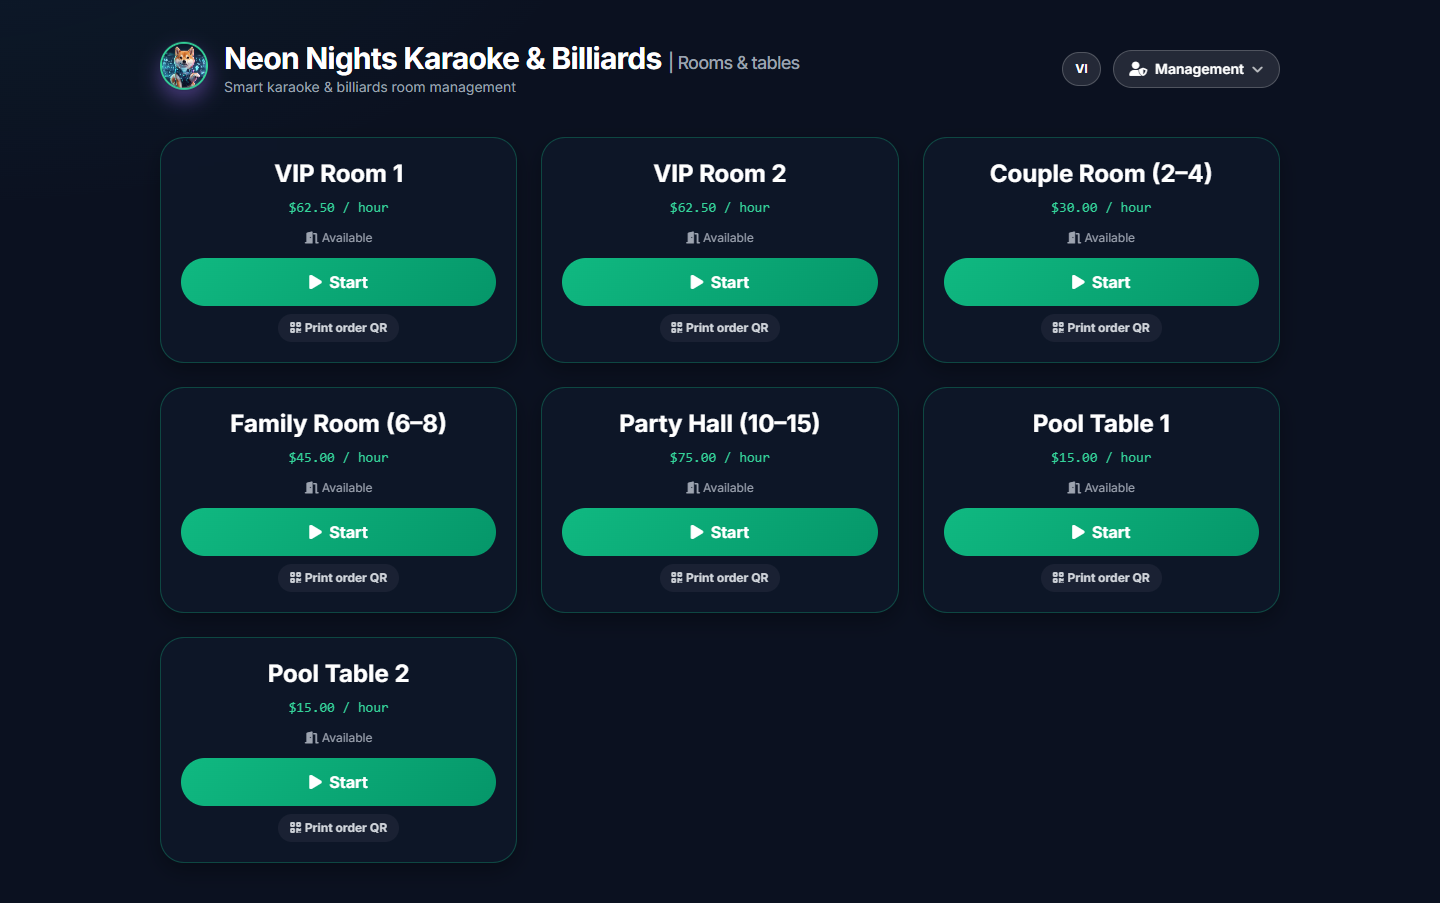 Neon Nights Karaoke & Billiards | Rooms & tables
Smart karaoke & billiards room management
VI
Management
VIP Room 1
$62.50 / hour
Available
Start
Print order QR
VIP Room 2
$62.50 / hour
Available
Start
Print order QR
Couple Room (2–4)
$30.00 / hour
Available
Start
Print order QR
Family Room (6–8)
$45.00 / hour
Available
Start
Print order QR
Party Hall (10–15)
$75.00 / hour
Available
Start
Print order QR
Pool Table 1
$15.00 / hour
Available
Start
Print order QR
Pool Table 2
$15.00 / hour
Available
Start
Print order QR